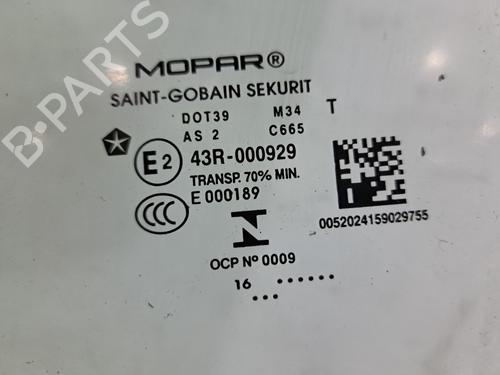 MOPAR®
SAINT-GOBAIN SEKURIT
DOT39 M34 T
AS 2 C665
E2 43R-000929
TRANSP. 70% MIN.
E 000189
CCC
N
0052024159029755
OCP Nº 0009
16 ......
...
B-PARTS